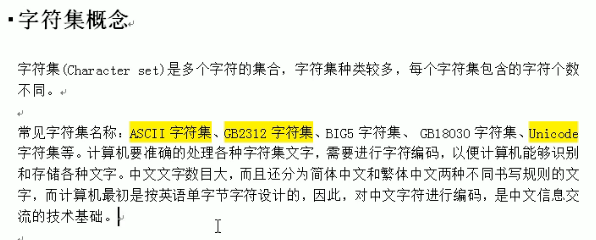 字符集概念
字符集(Character set)是多个字符的集合，字符集种类较多，每个字符集包含的字符个数
不同。
常见字符集名称：ASCII 字符集、GB2312 字符集、BIG5 字符集、 GB18030 字符集、Unicode
字符集等。计算机要准确的处理各种字符集文字，需要进行字符编码，以便计算机能够识别
和存储各种文字。中文文字数目大，而且还分为简体中文和繁体中文两种不同书写规则的文
字，而计算机最初是按英语单字节字符设计的，因此，对中文字符进行编码，是中文信息交
流的技术基础。